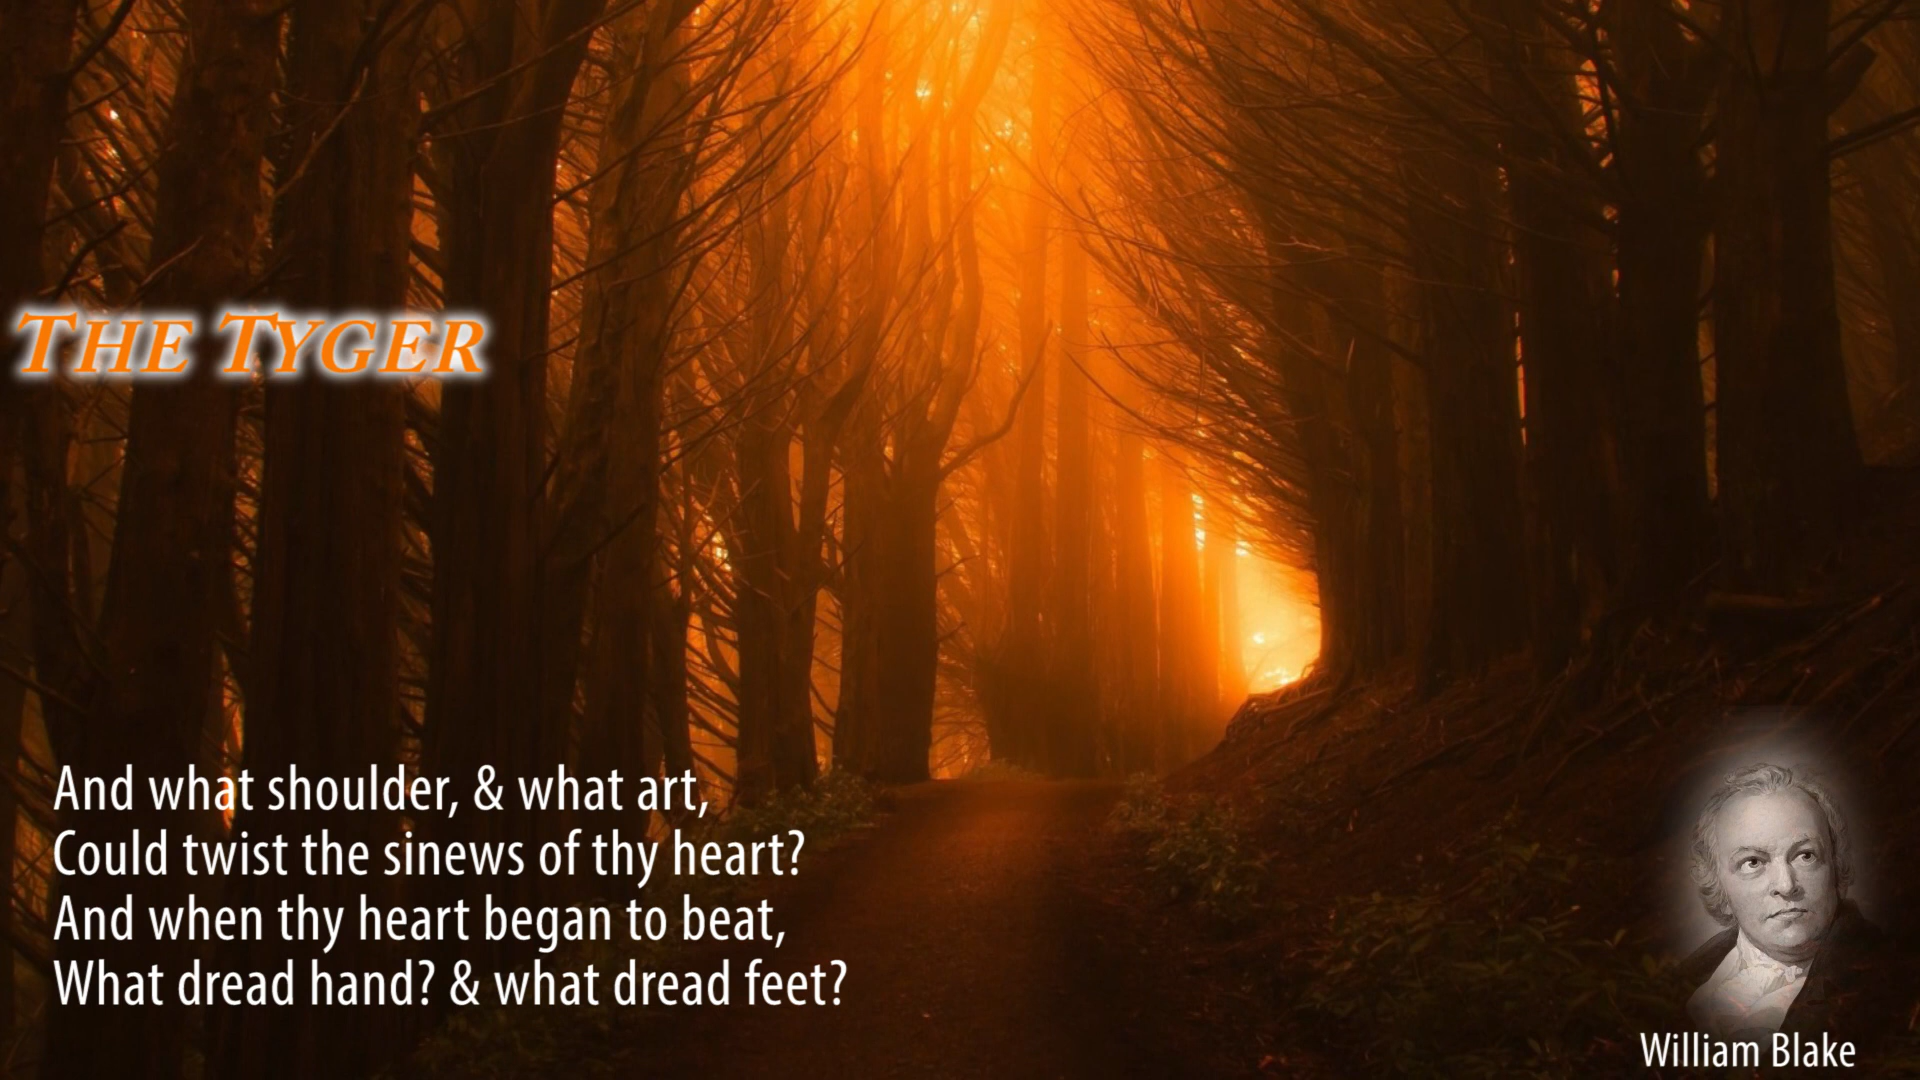 THE TYGER
And what shoulder, & what art,
Could twist the sinews of thy heart?
And when thy heart began to beat,
What dread hand? & what dread feet?
William Blake